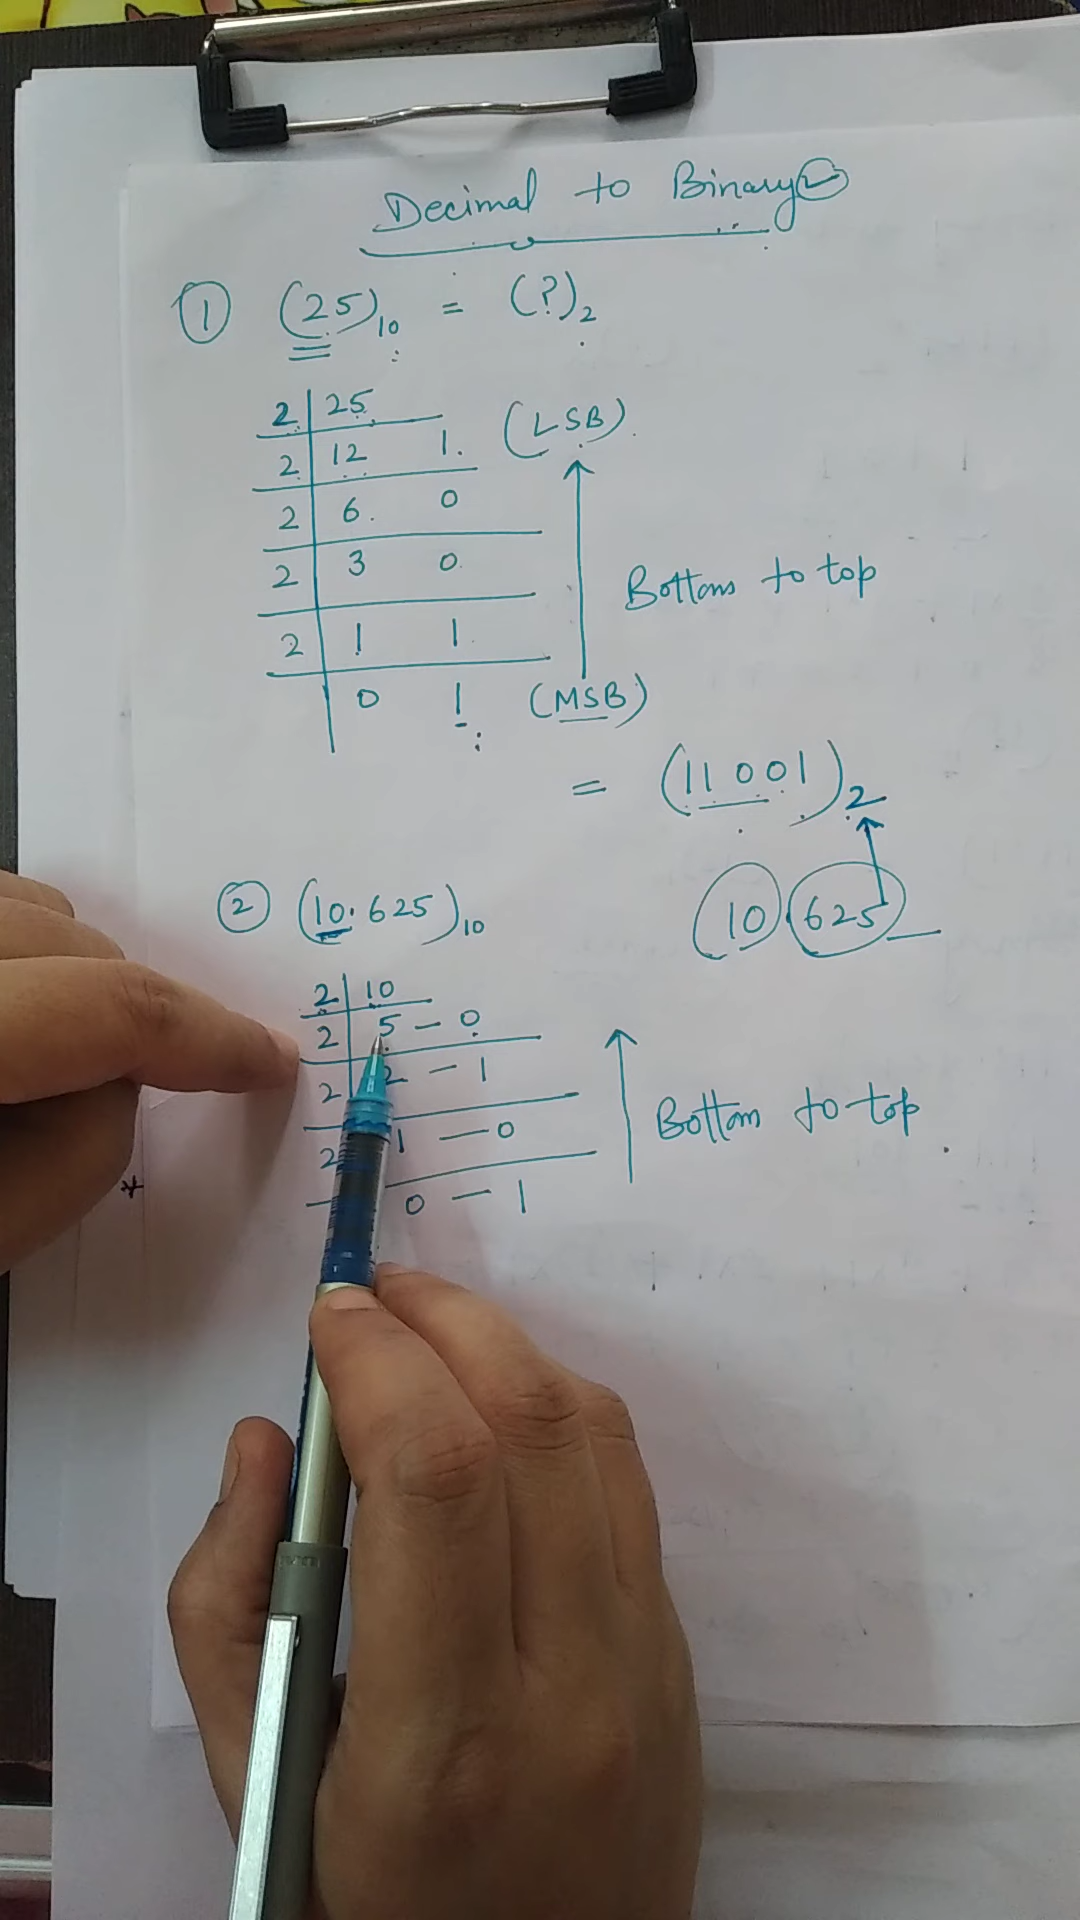 Decimal to Binary 2
1 (25)10 = (?)2
2 | 25
2 | 12 1 (LSB)
2 | 6 0
2 | 3 0
Bottom to top
2 | 1 1
0 1 (MSB)
= (11001)2
2 (10.625)10
10.625
2 | 10
2 | 5 – 0
2 | 2 – 1
Bottom to top
2 | 1 – 0
0 – 1